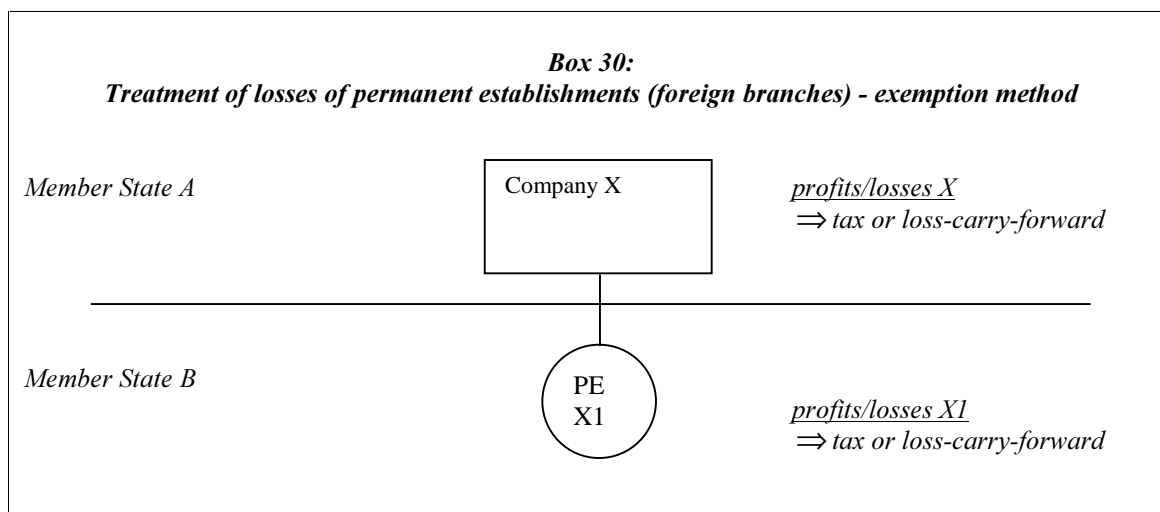 Box 30:
Treatment of losses of permanent establishments (foreign branches) - exemption method
Member State A
Company X
profits/losses X
⇒ tax or loss-carry-forward
Member State B
PE
X1
profits/losses X1
⇒ tax or loss-carry-forward